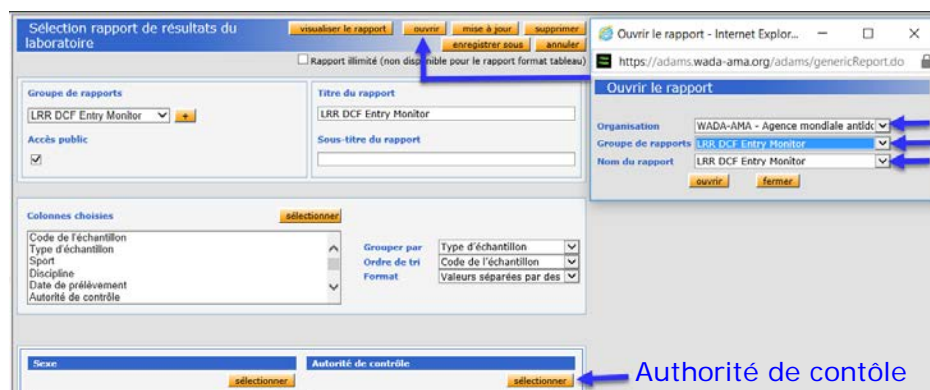 Sélection rapport de résultats du laboratoire
visualiser le rapport ouvrir mise à jour supprimer
enregistrer sous annuler
Rapport illimité (non disponible pour le rapport format tableau)
Groupe de rapports
LRR DCF Entry Monitor +
Accès public
Titre du rapport
LRR DCF Entry Monitor
Sous-titre du rapport
Colonnes choisies sélectionner
Code de l'échantillon
Type d'échantillon
Sport
Discipline
Date de prélèvement
Autorité de contrôle
Grouper par Type d'échantillon
Ordre de tri Code de l'échantillon
Format Valeurs séparées par des
Sexe
sélectionner
Autorité de contrôle
sélectionner
Authorité de contôle
Ouvrir le rapport - Internet Explor...
https://adams.wada-ama.org/adams/genericReport.do
Ouvrir le rapport
Organisation WADA-AMA - Agence mondiale antido
Groupe de rapports LRR DCF Entry Monitor
Nom du rapport LRR DCF Entry Monitor
ouvrir fermer